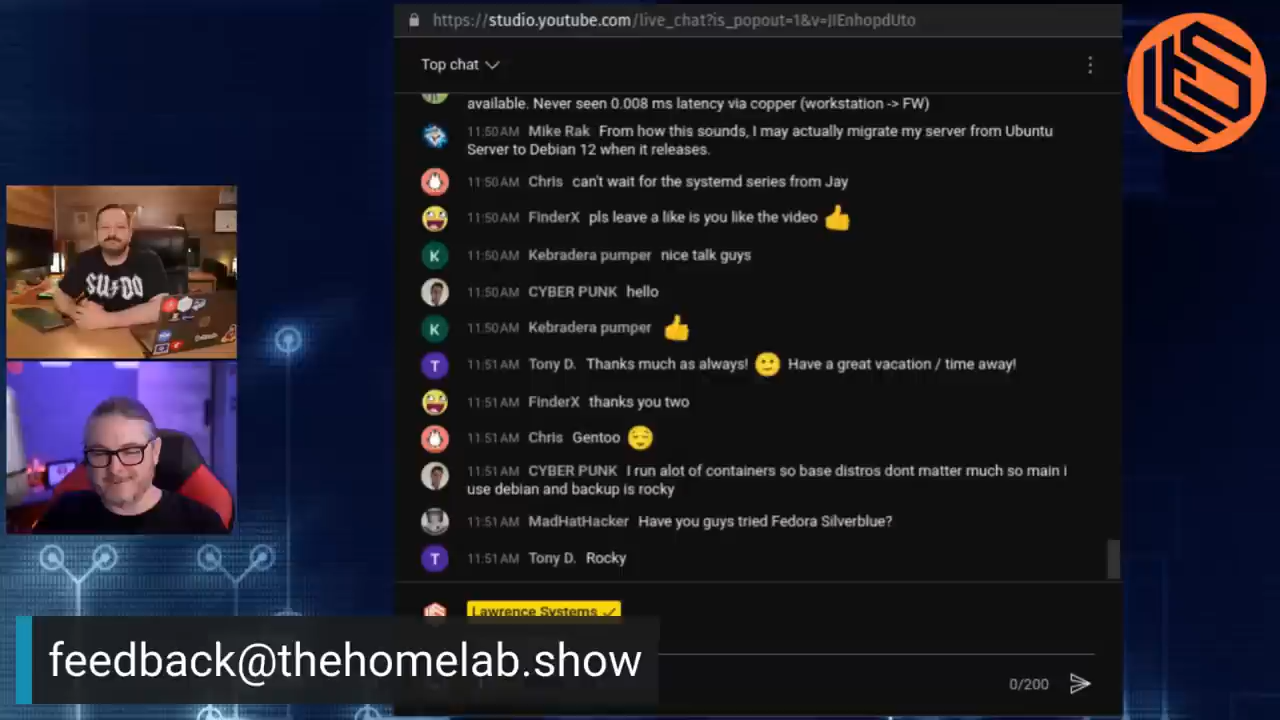 https://studio.youtube.com/live_chat?is_popout=1&v=JIEnhopdUto
Top chat
available. Never seen 0.008 ms latency via copper (workstation -> FW)
11:50 AM Mike Rak From how this sounds, I may actually migrate my server from Ubuntu
Server to Debian 12 when it releases.
11:50 AM Chris can't wait for the systemd series from Jay
11:50 AM FinderX pls leave a like is you like the video
K 11:50 AM Kebradera pumper nice talk guys
11:50 AM CYBER PUNK hello
K 11:50 AM Kebradera pumper
T 11:51 AM Tony D. Thanks much as always! Have a great vacation / time away!
11:51 AM FinderX thanks you two
11:51 AM Chris Gentoo
11:51 AM CYBER PUNK I run alot of containers so base distros dont matter much so main i
use debian and backup is rocky
11:51 AM MadHatHacker Have you guys tried Fedora Silverblue?
T 11:51 AM Tony D. Rocky
Lawrence Systems
0/200
feedback@thehomelab.show
SUDO